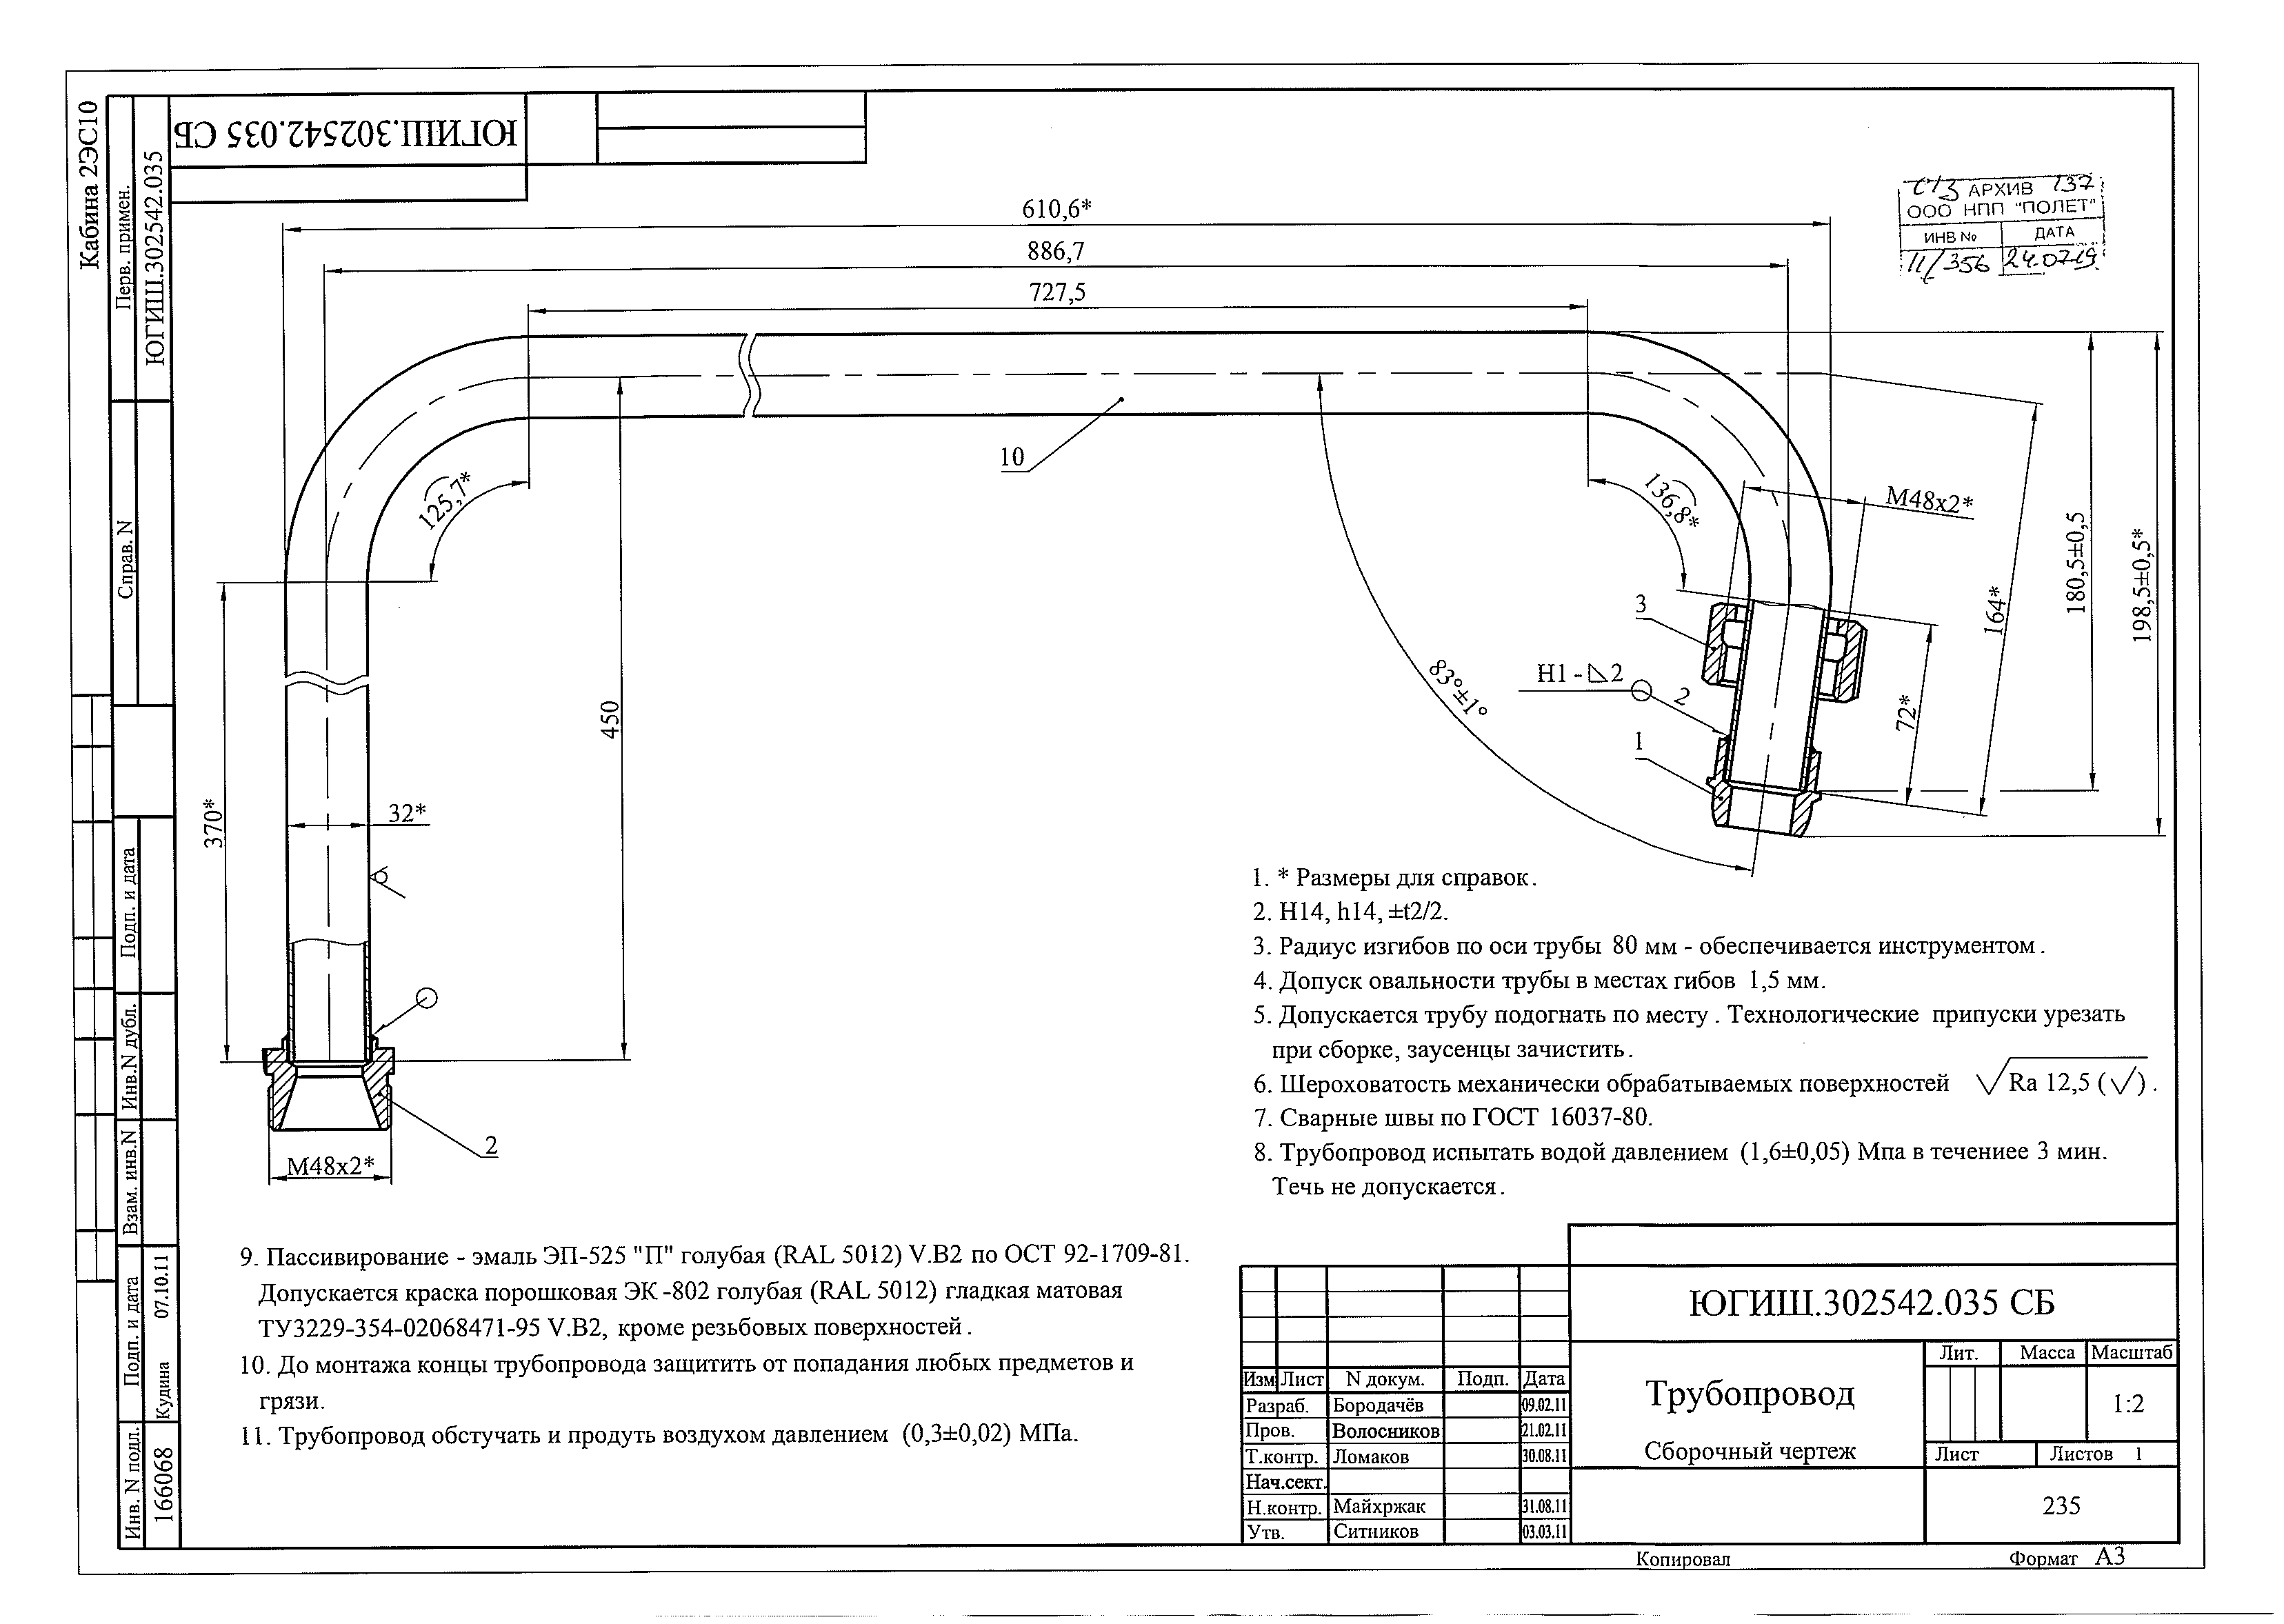 Кабина 2ЭС10
Перв. примен.
ЮГИШ.302542.035
Справ. N
Подп. и дата
Инв.N дубл.
Взам. инв.N
Подп. и дата
Кудина 07.10.11
Инв. N подл.
166068
ЮГИШ.302542.035 СБ
АРХИВ 137
ООО НПП "ПОЛЕТ"
ИНВ № ДАТА
11/356 24.07.19
610,6*
886,7
727,5
10
125,7*
136,8*
М48х2*
180,5±0,5
198,5±0,5*
164*
72*
3
Н1 - ◺2
2
1
83°±1°
450
370*
32*
2
М48х2*
1. * Размеры для справок.
2. Н14, h14, ±t2/2.
3. Радиус изгибов по оси трубы 80 мм - обеспечивается инструментом.
4. Допуск овальности трубы в местах гибов 1,5 мм.
5. Допускается трубу подогнать по месту. Технологические припуски урезать
при сборке, заусенцы зачистить.
6. Шероховатость механически обрабатываемых поверхностей √Ra 12,5 (√).
7. Сварные швы по ГОСТ 16037-80.
8. Трубопровод испытать водой давлением (1,6±0,05) Мпа в течениее 3 мин.
Течь не допускается.
9. Пассивирование - эмаль ЭП-525 "П" голубая (RAL 5012) V.В2 по ОСТ 92-1709-81.
Допускается краска порошковая ЭК-802 голубая (RAL 5012) гладкая матовая
ТУ3229-354-02068471-95 V.В2, кроме резьбовых поверхностей.
10. До монтажа концы трубопровода защитить от попадания любых предметов и
грязи.
11. Трубопровод обстучать и продуть воздухом давлением (0,3±0,02) МПа.
ЮГИШ.302542.035 СБ
Изм Лист N докум. Подп. Дата
Разраб. Бородачёв 09.02.11
Пров. Волосников 21.02.11
Т.контр. Ломаков 30.08.11
Нач.сект.
Н.контр. Майхржак 31.08.11
Утв. Ситников 03.03.11
Трубопровод
Сборочный чертеж
Лит. Масса Масштаб
1:2
Лист Листов 1
235
Копировал Формат А3